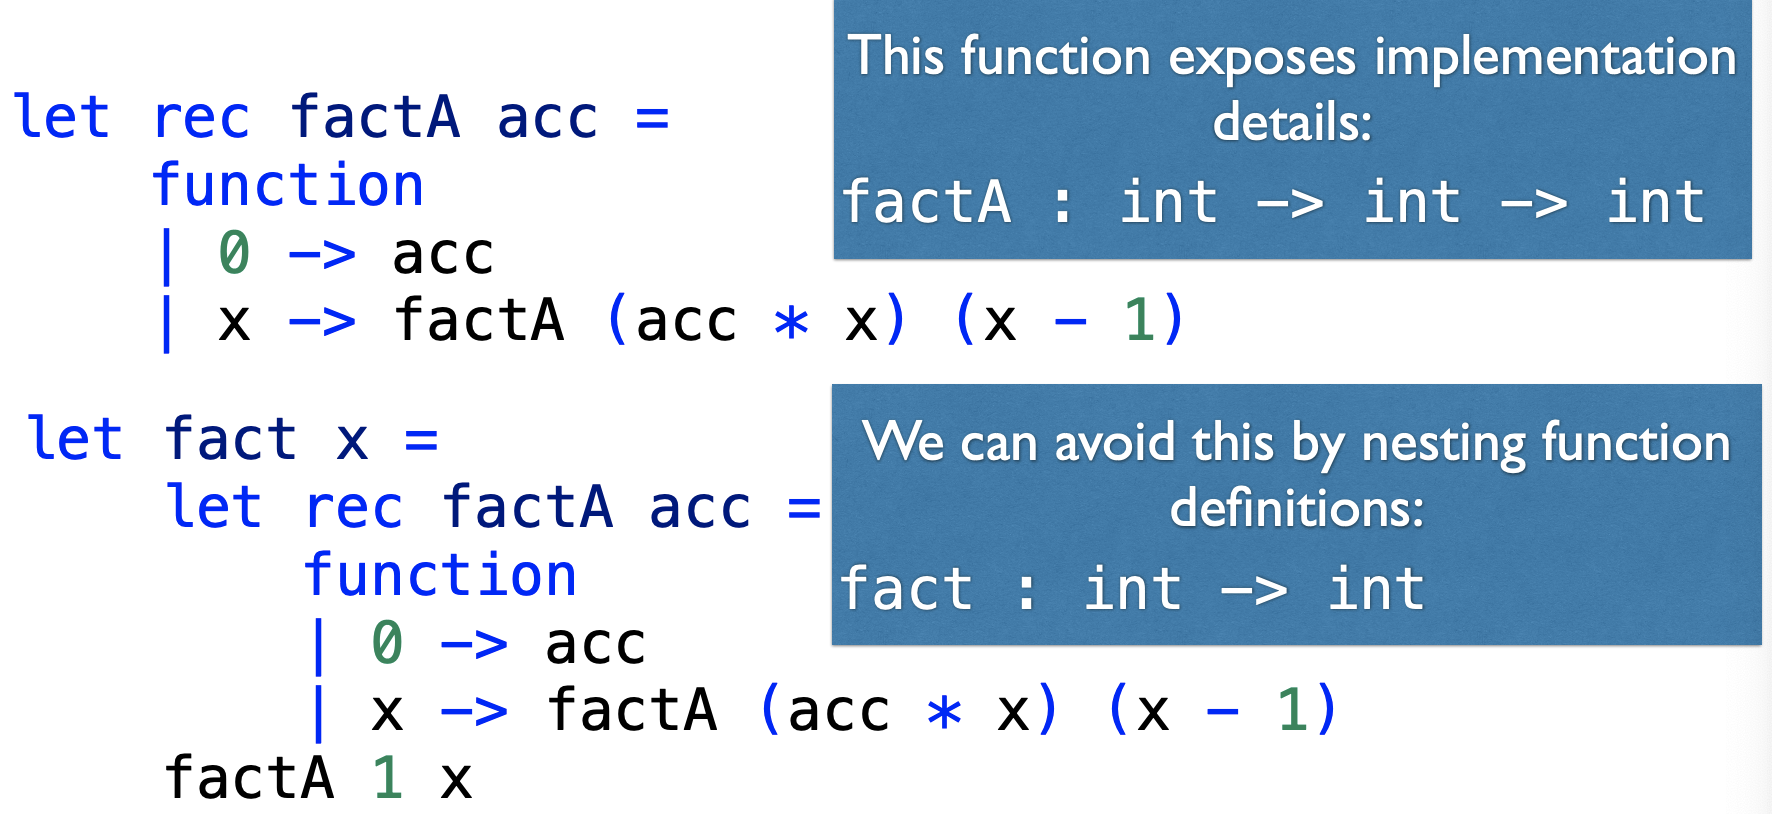 let rec factA acc =
    function
    | 0 -> acc
    | x -> factA (acc * x) (x - 1)
This function exposes implementation
details:
factA : int -> int -> int
let fact x =
    let rec factA acc =
        function
        | 0 -> acc
        | x -> factA (acc * x) (x - 1)
    factA 1 x
We can avoid this by nesting function
definitions:
fact : int -> int